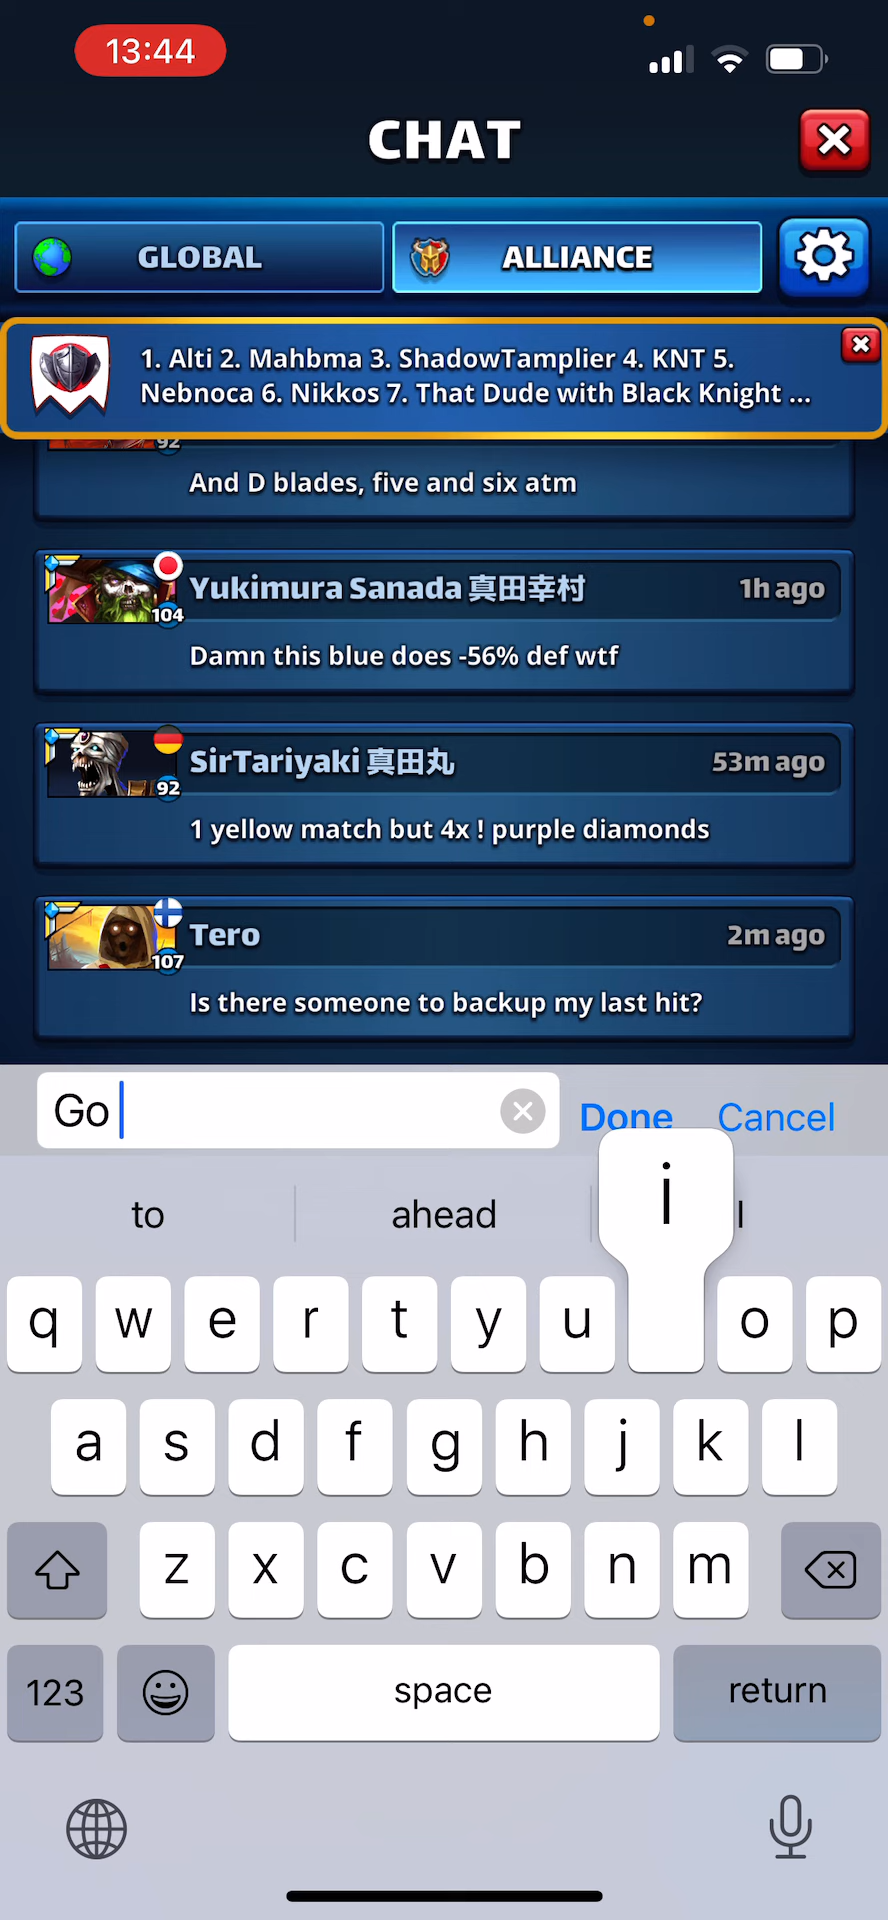 13:44
CHAT
GLOBAL
ALLIANCE
1. Alti 2. Mahbma 3. ShadowTamplier 4. KNT 5.
Nebnoca 6. Nikkos 7. That Dude with Black Knight ...
92
And D blades, five and six atm
104
Yukimura Sanada 真田幸村
1h ago
Damn this blue does -56% def wtf
92
SirTariyaki 真田丸
53m ago
1 yellow match but 4x ! purple diamonds
107
Tero
2m ago
Is there someone to backup my last hit?
Go
Done
Cancel
to
ahead
I
i
q w e r t y u o p
a s d f g h j k l
z x c v b n m
123
space
return